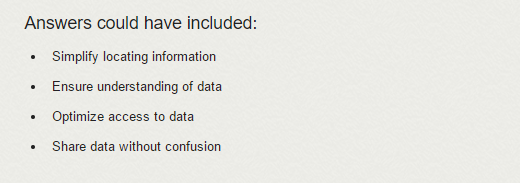 Answers could have included:
• Simplify locating information
• Ensure understanding of data
• Optimize access to data
• Share data without confusion